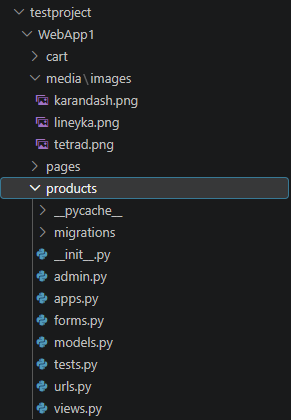 testproject
WebApp1
cart
media\images
karandash.png
lineyka.png
tetrad.png
pages
products
__pycache__
migrations
__init__.py
admin.py
apps.py
forms.py
models.py
tests.py
urls.py
views.py